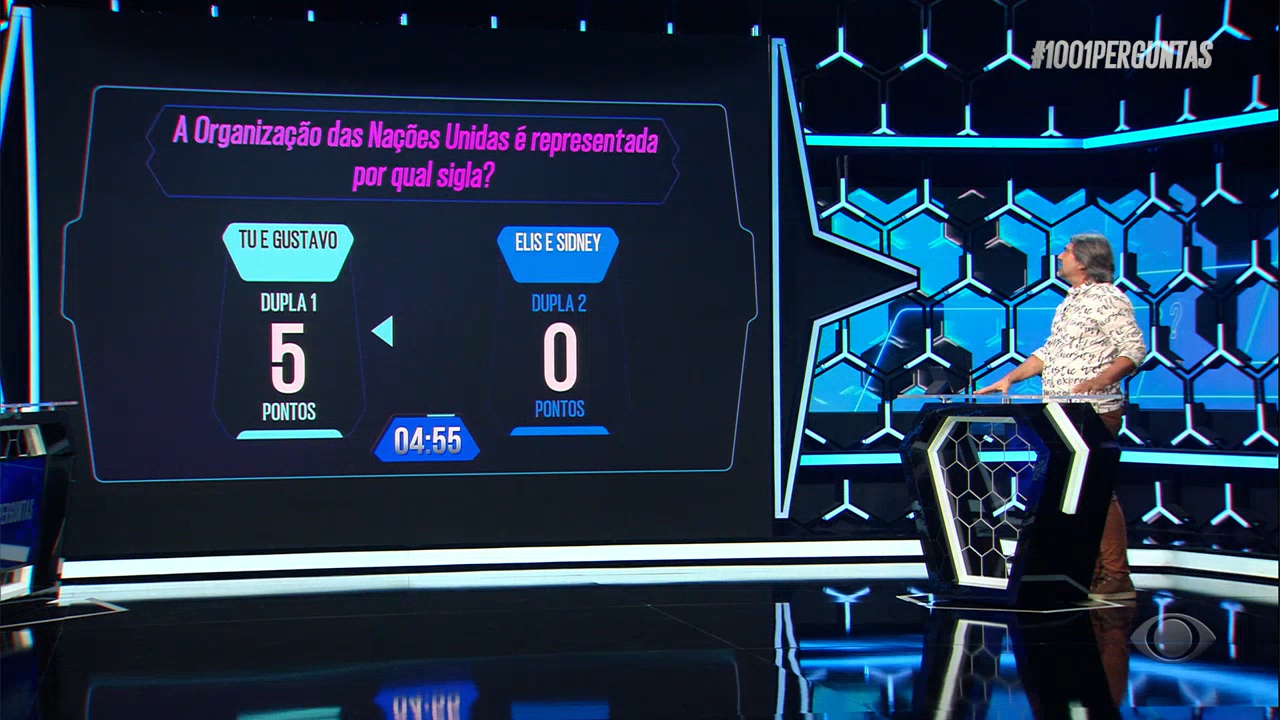 #1001PERGUNTAS
A Organização das Nações Unidas é representada
por qual sigla?
TU E GUSTAVO
ELIS E SIDNEY
DUPLA 1
DUPLA 2
5
0
PONTOS
PONTOS
04:55